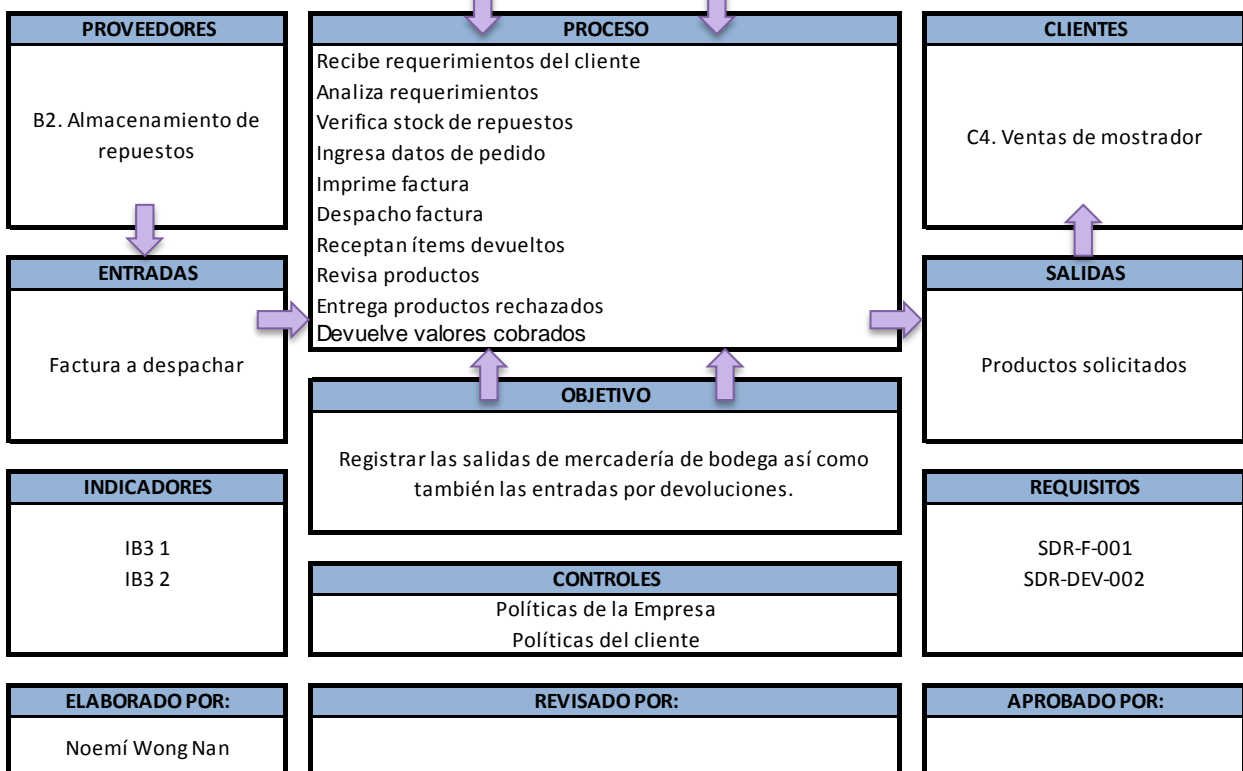 PROVEEDORES
B2. Almacenamiento de
repuestos
ENTRADAS
Factura a despachar
INDICADORES
IB3 1
IB3 2
ELABORADO POR:
Noemí Wong Nan
PROCESO
Recibe requerimientos del cliente
Analiza requerimientos
Verifica stock de repuestos
Ingresa datos de pedido
Imprime factura
Despacho factura
Receptan ítems devueltos
Revisa productos
Entrega productos rechazados
Devuelve valores cobrados
OBJETIVO
Registrar las salidas de mercadería de bodega así como
también las entradas por devoluciones.
CONTROLES
Políticas de la Empresa
Políticas del cliente
REVISADO POR:
CLIENTES
C4. Ventas de mostrador
SALIDAS
Productos solicitados
REQUISITOS
SDR-F-001
SDR-DEV-002
APROBADO POR: